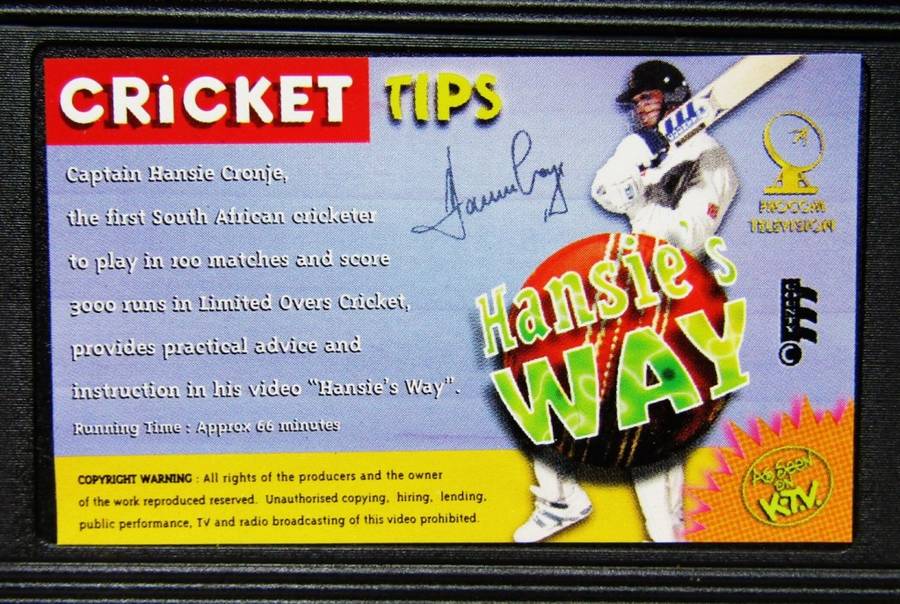 CRiCKET TIPS
Captain Hansie Cronje,
the first South African cricketer
to play in 100 matches and score
3000 runs in Limited Overs Cricket,
provides practical advice and
instruction in his video "Hansie's Way".
Running Time : Approx 66 minutes
COPYRIGHT WARNING : All rights of the producers and the owner
of the work reproduced reserved. Unauthorised copying, hiring, lending,
public performance, TV and radio broadcasting of this video prohibited.
Hansie's
WAY
TELEVISION
COUNTY
AS SEEN
ON
K.T.V.